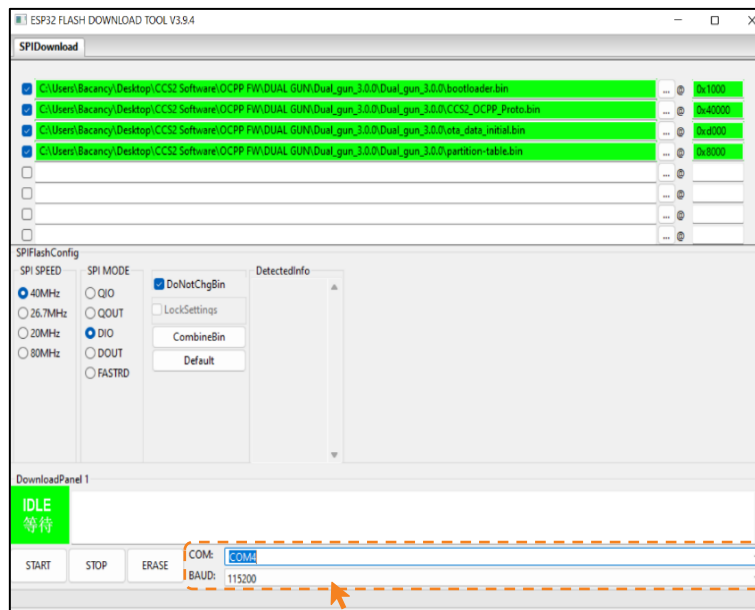 ESP32 FLASH DOWNLOAD TOOL V3.9.4
SPIDownload
C:\Users\Bacancy\Desktop\CCS2 Software\OCPP FW\DUAL GUN\Dual_gun_3.0.0\Dual_gun_3.0.0\bootloader.bin ... @ 0x1000
C:\Users\Bacancy\Desktop\CCS2 Software\OCPP FW\DUAL GUN\Dual_gun_3.0.0\Dual_gun_3.0.0\CCS2_OCPP_Proto.bin ... @ 0x40000
C:\Users\Bacancy\Desktop\CCS2 Software\OCPP FW\DUAL GUN\Dual_gun_3.0.0\Dual_gun_3.0.0\ota_data_initial.bin ... @ 0xd000
C:\Users\Bacancy\Desktop\CCS2 Software\OCPP FW\DUAL GUN\Dual_gun_3.0.0\Dual_gun_3.0.0\partition-table.bin ... @ 0x8000
... @
... @
... @
... @
SPIFlashConfig
SPI SPEED
40MHz
26.7MHz
20MHz
80MHz
SPI MODE
QIO
QOUT
DIO
DOUT
FASTRD
DoNotChgBin
LockSettings
CombineBin
Default
DetectedInfo
DownloadPanel 1
IDLE
等待
START
STOP
ERASE
COM: COM4
BAUD: 115200